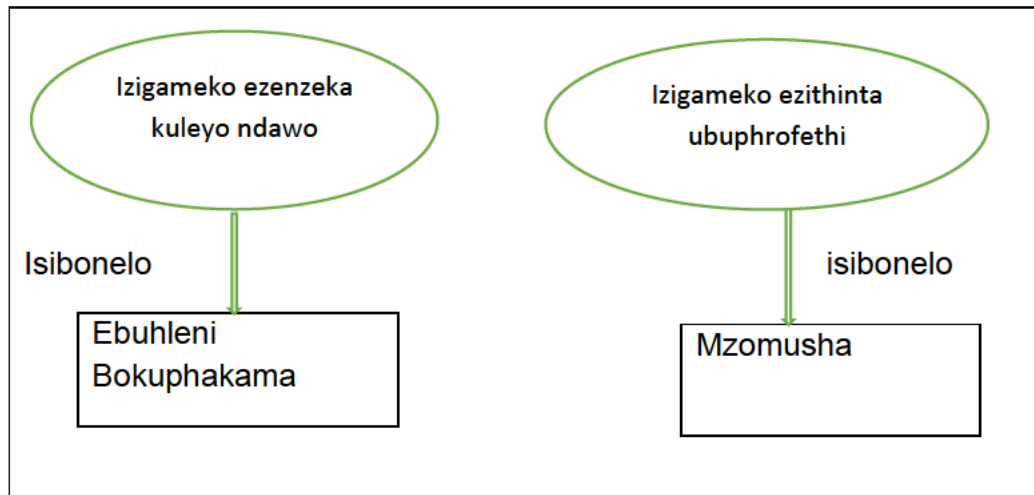 Izigameko ezenzeka
kuleyo ndawo
Izigameko ezithinta
ubuphrofethi
Isibonelo
isibonelo
Ebuhleni
Bokuphakama
Mzomusha